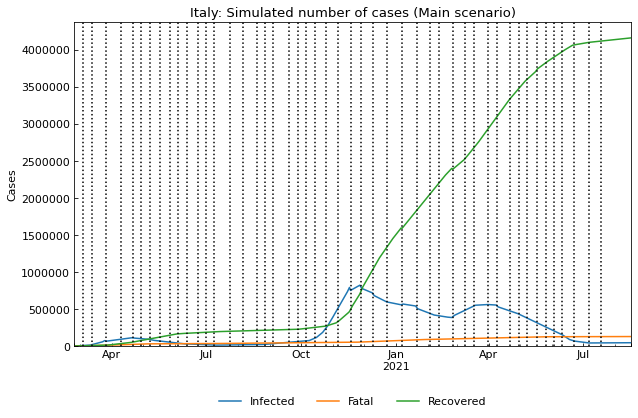 Italy: Simulated number of cases (Main scenario)
Cases
4000000
3500000
3000000
2500000
2000000
1500000
1000000
500000
0
Apr Jul Oct Jan Apr Jul
2021
Infected Fatal Recovered